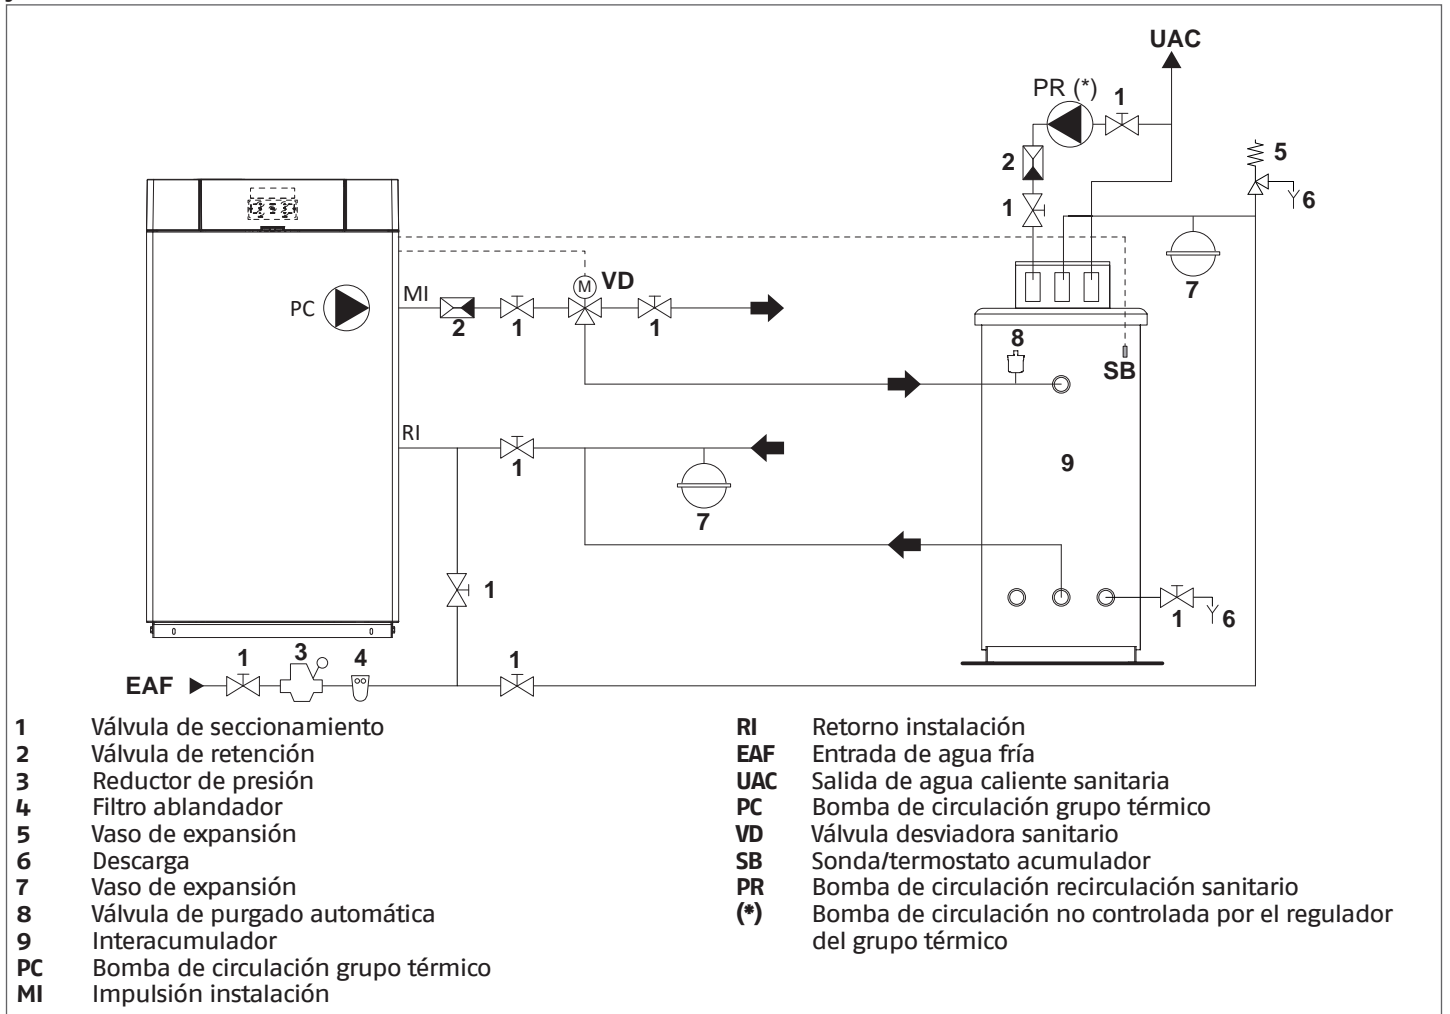 UAC
PR (*)
1
2
1
5
6
7
VD
M
MI
PC
2
1
1
8
SB
RI
1
9
7
1
1
6
3
4
1
1
EAF
1 Válvula de seccionamiento
2 Válvula de retención
3 Reductor de presión
4 Filtro ablandador
5 Vaso de expansión
6 Descarga
7 Vaso de expansión
8 Válvula de purgado automática
9 Interacumulador
PC Bomba de circulación grupo térmico
MI Impulsión instalación
RI Retorno instalación
EAF Entrada de agua fría
UAC Salida de agua caliente sanitaria
PC Bomba de circulación grupo térmico
VD Válvula desviadora sanitario
SB Sonda/termostato acumulador
PR Bomba de circulación recirculación sanitario
(*) Bomba de circulación no controlada por el regulador
del grupo térmico